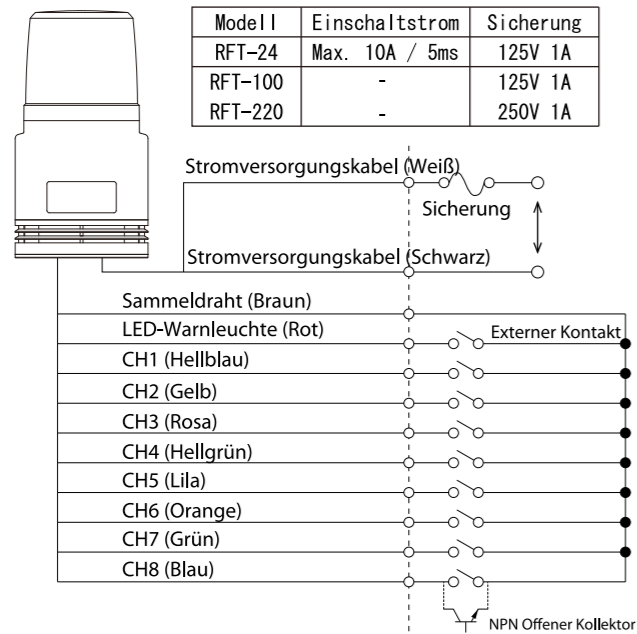 Modell Einschaltstrom Sicherung
RFT-24 Max. 10A / 5ms 125V 1A
RFT-100 - 125V 1A
RFT-220 - 250V 1A
Stromversorgungskabel (Weiß)
Sicherung
Stromversorgungskabel (Schwarz)
Sammeldraht (Braun)
LED-Warnleuchte (Rot) Externer Kontakt
CH1 (Hellblau)
CH2 (Gelb)
CH3 (Rosa)
CH4 (Hellgrün)
CH5 (Lila)
CH6 (Orange)
CH7 (Grün)
CH8 (Blau)
NPN Offener Kollektor